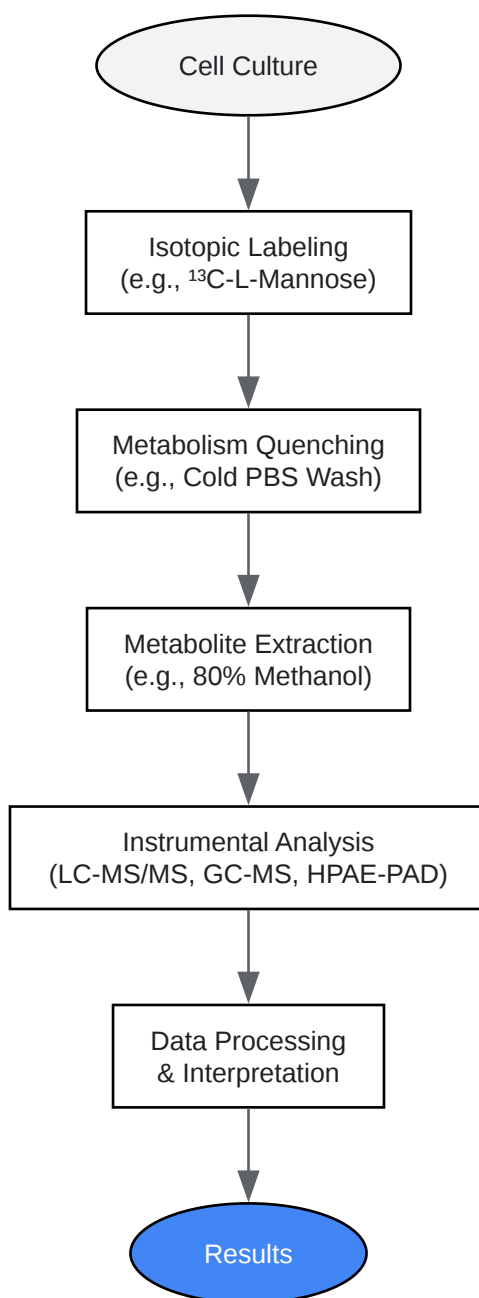 Cell Culture
Isotopic Labeling
(e.g., ¹³C-L-Mannose)
Metabolism Quenching
(e.g., Cold PBS Wash)
Metabolite Extraction
(e.g., 80% Methanol)
Instrumental Analysis
(LC-MS/MS, GC-MS, HPAE-PAD)
Data Processing
& Interpretation
Results